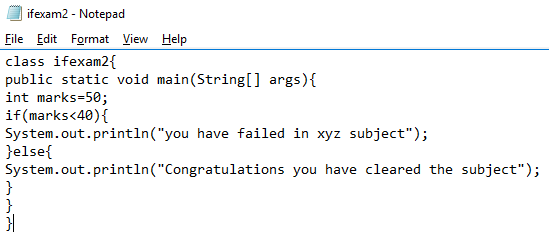 ifexam2 - Notepad
File Edit Format View Help
class ifexam2{
public static void main(String[] args){
int marks=50;
if(marks<40){
System.out.println("you have failed in xyz subject");
}else{
System.out.println("Congratulations you have cleared the subject");
}
}
}